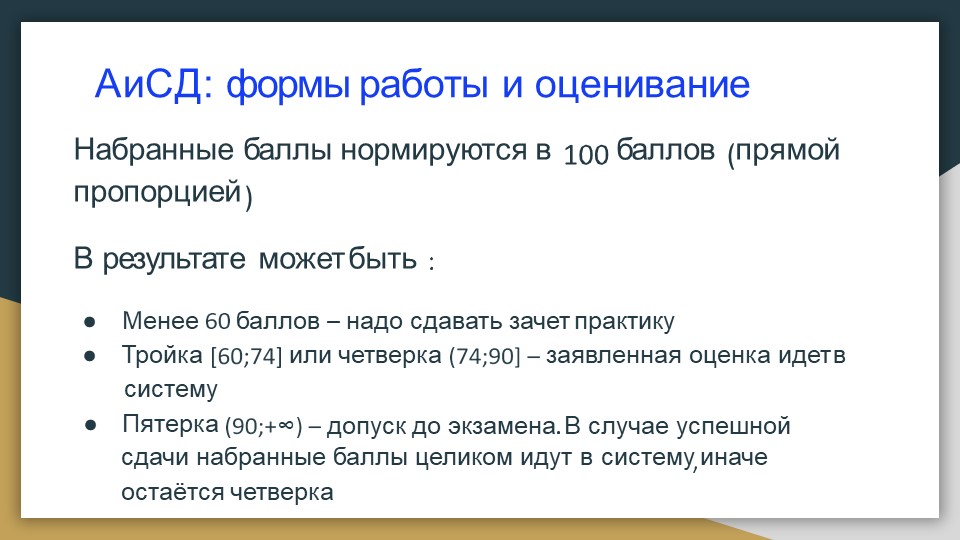 АиСД: формы работы и оценивание
Набранные баллы нормируются в 100 баллов (прямой
пропорцией)
В результате может быть :
● Менее 60 баллов – надо сдавать зачет практику
● Тройка [60;74] или четверка (74;90] – заявленная оценка идет в
систему
● Пятерка (90;+∞) – допуск до экзамена. В случае успешной
сдачи набранные баллы целиком идут в систему, иначе
остаётся четверка